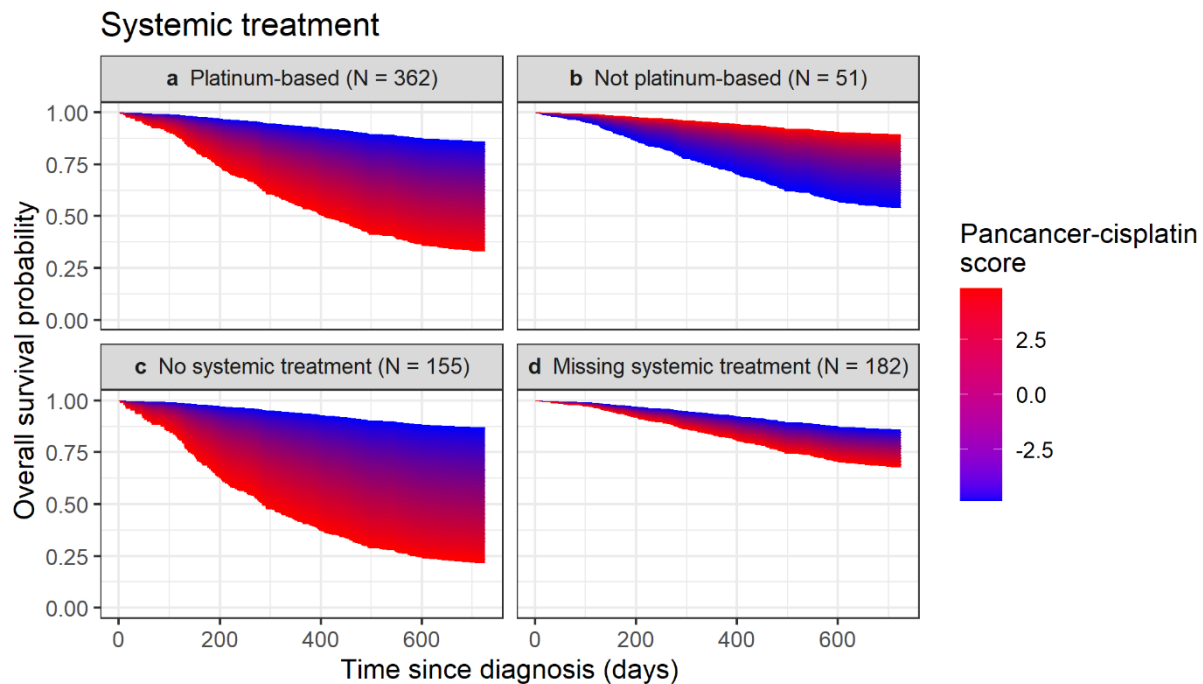 Systemic treatment
a Platinum-based (N = 362)
b Not platinum-based (N = 51)
1.00
0.75
0.50
0.25
0.00
c No systemic treatment (N = 155)
d Missing systemic treatment (N = 182)
1.00
0.75
0.50
0.25
0.00
0 200 400 600
0 200 400 600
Overall survival probability
Time since diagnosis (days)
Pancancer-cisplatin
score
2.5
0.0
-2.5